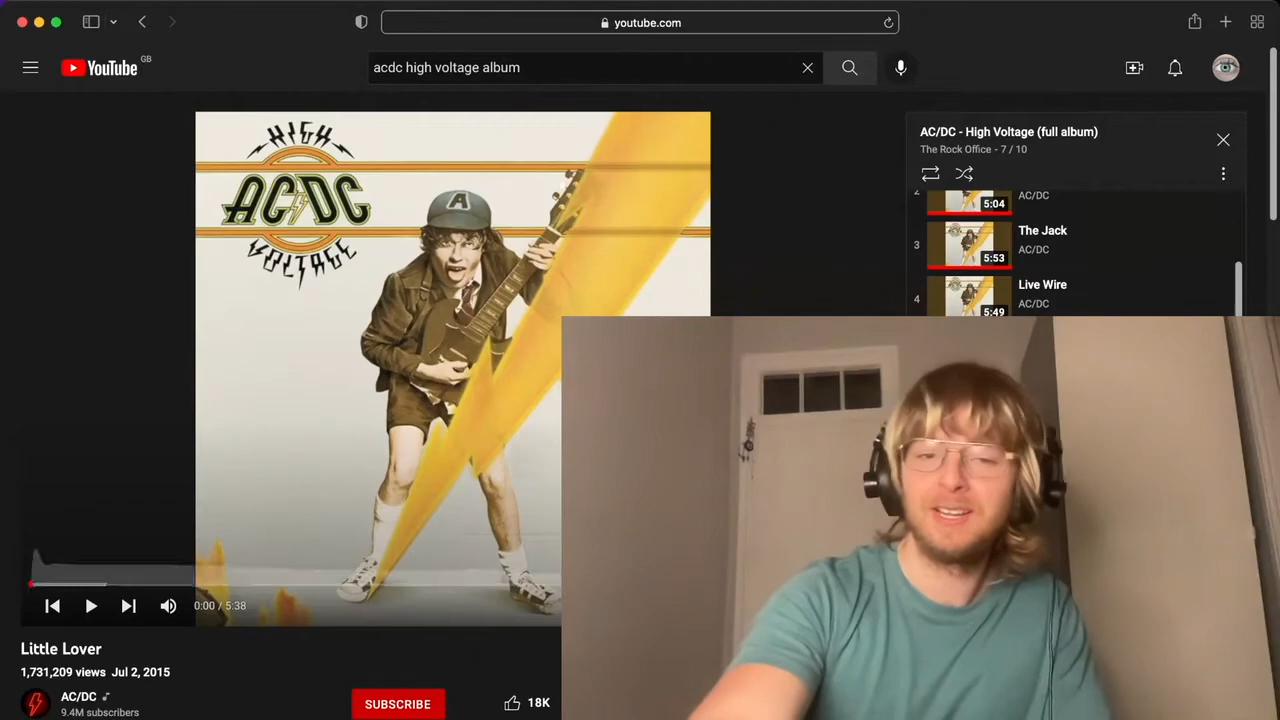 youtube.com
YouTube GB
acdc high voltage album
HIGH
AC/DC
VOLTAGE
A
AC/DC - High Voltage (full album)
The Rock Office - 7 / 10
AC/DC
5:04
3
The Jack
AC/DC
5:53
4
Live Wire
AC/DC
5:49
0:00 / 5:38
Little Lover
1,731,209 views Jul 2, 2015
AC/DC
9.4M subscribers
SUBSCRIBE
18K